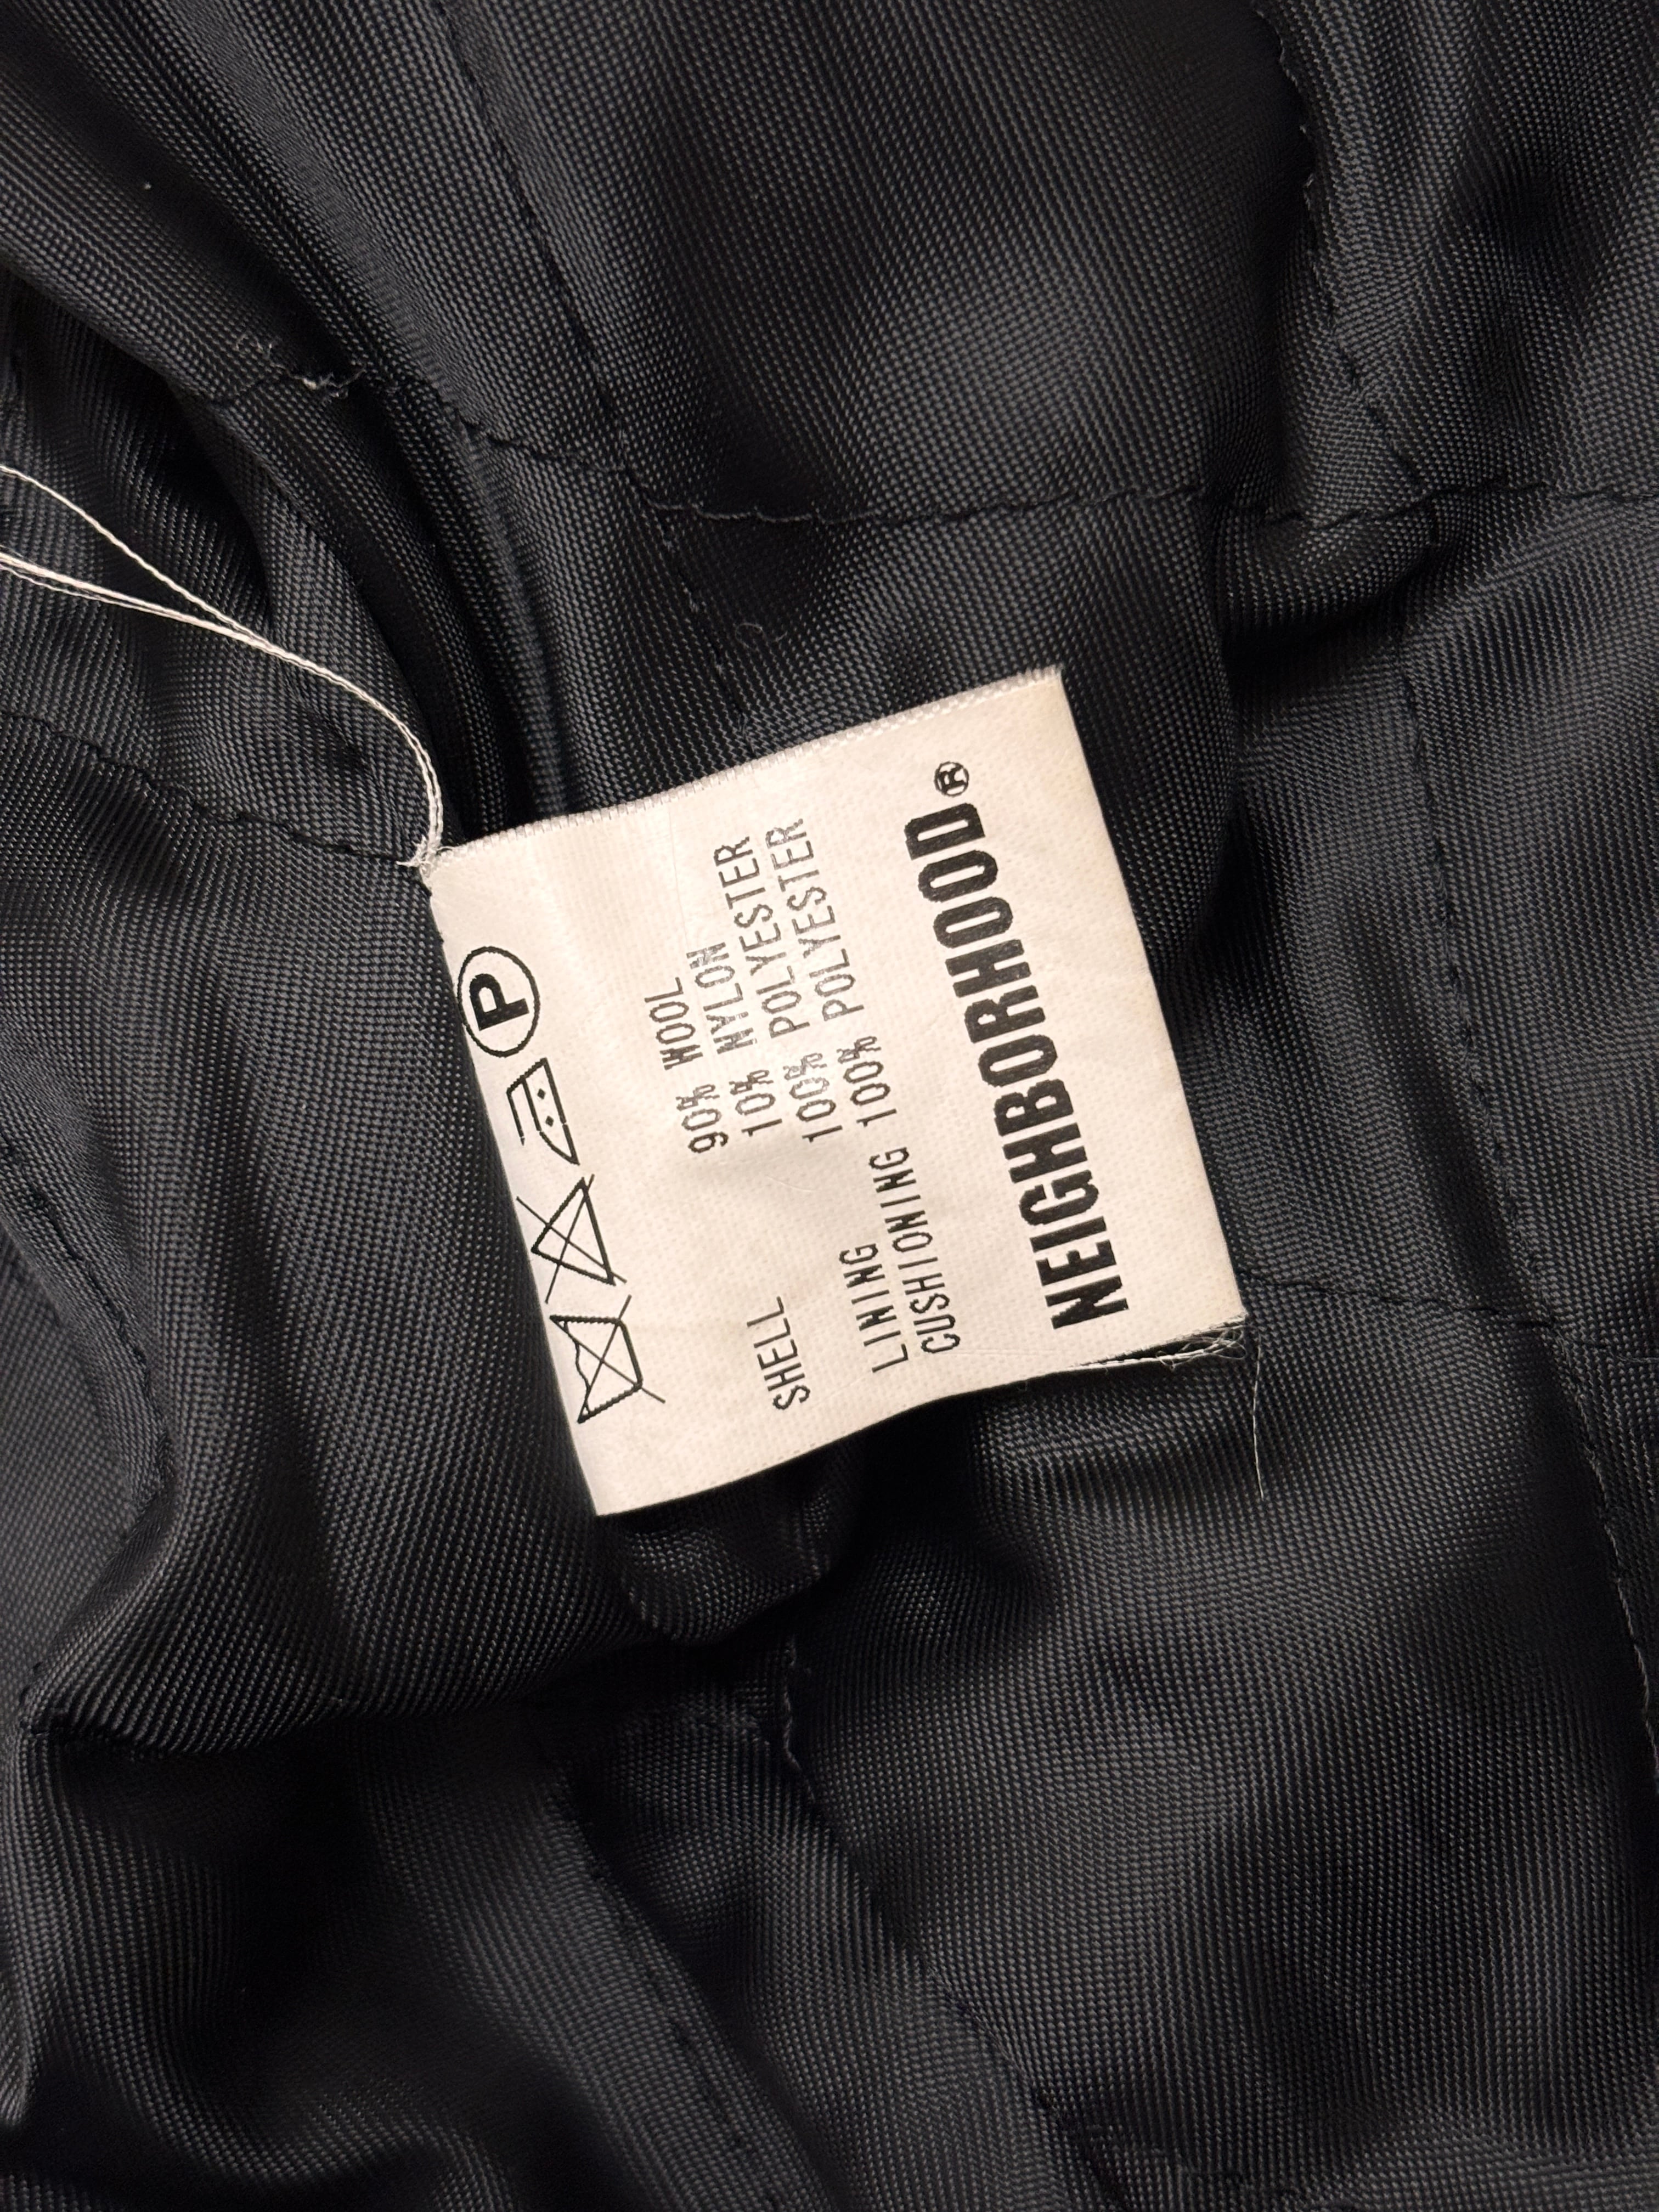 P
SHELL 90% WOOL
10% NYLON
LINING 100% POLYESTER
CUSHIONING 100% POLYESTER
NEIGHBORHOOD®